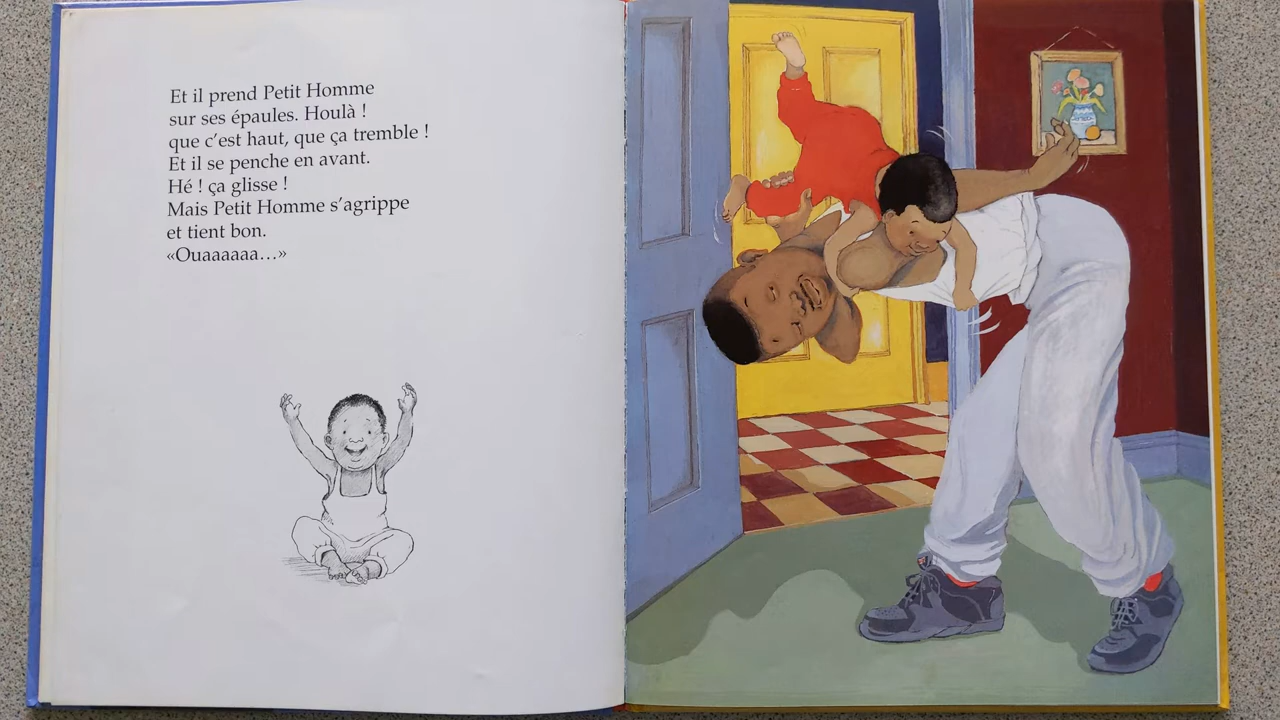 Et il prend Petit Homme
sur ses épaules. Houlà !
que c'est haut, que ça tremble !
Et il se penche en avant.
Hé ! ça glisse !
Mais Petit Homme s'agrippe
et tient bon.
«Ouaaaaaa…»